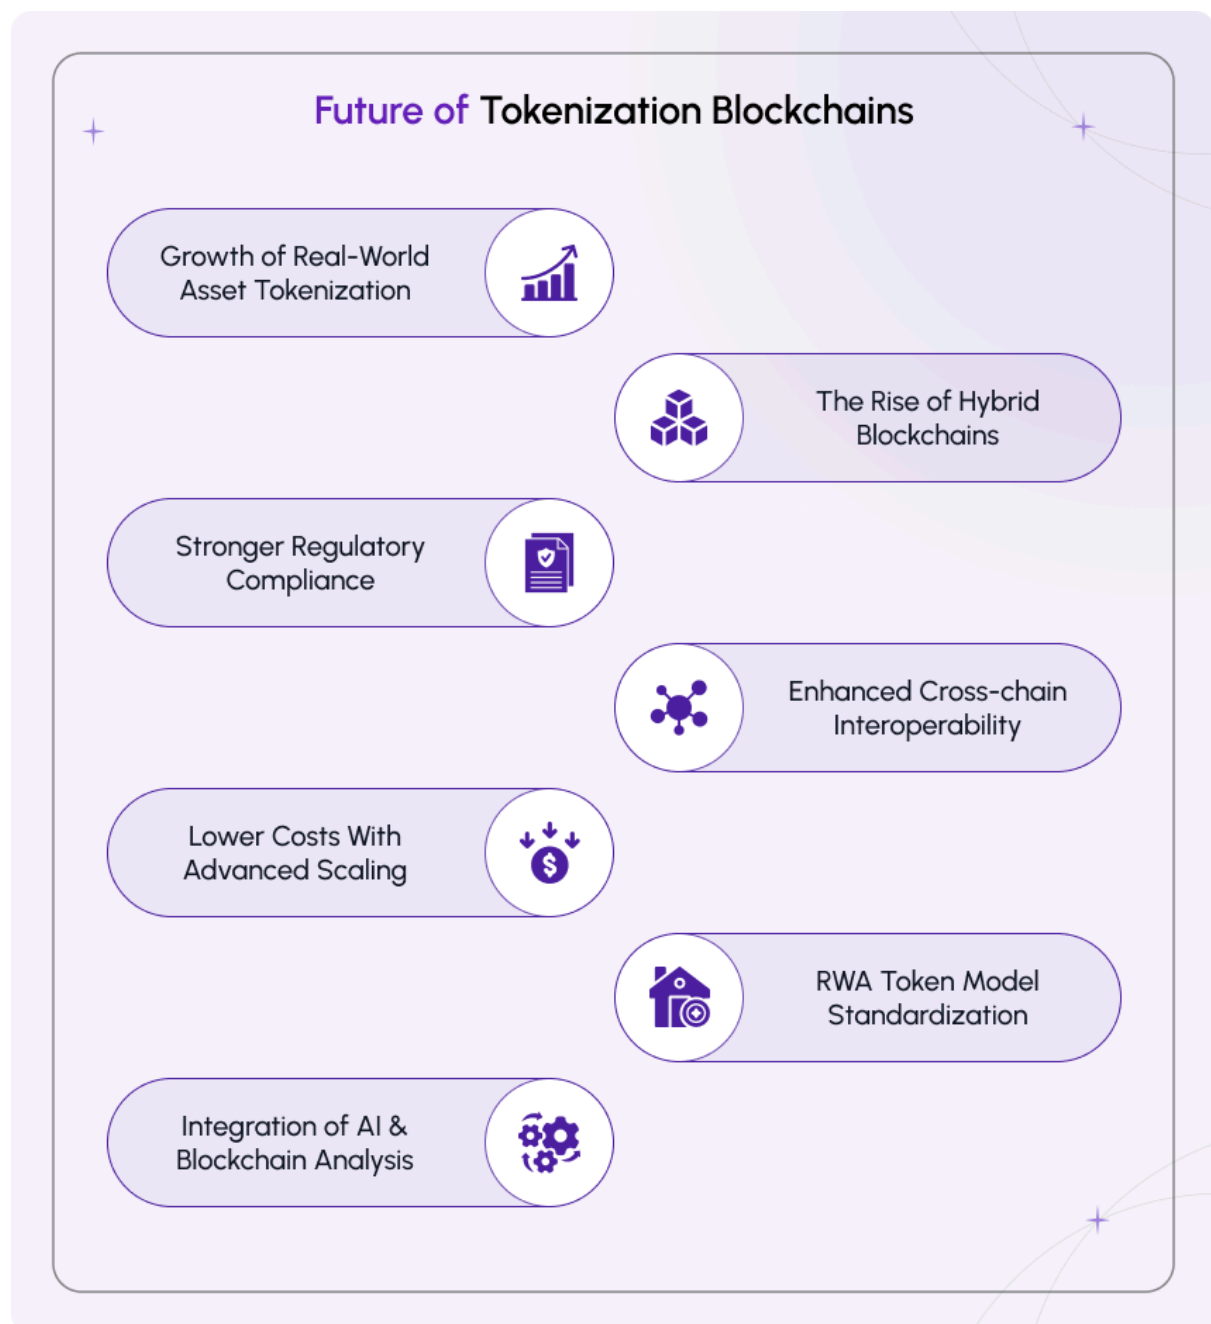 Future of Tokenization Blockchains
Growth of Real-World
Asset Tokenization
The Rise of Hybrid
Blockchains
Stronger Regulatory
Compliance
Enhanced Cross-chain
Interoperability
Lower Costs With
Advanced Scaling
$
RWA Token Model
Standardization
Integration of AI &
Blockchain Analysis